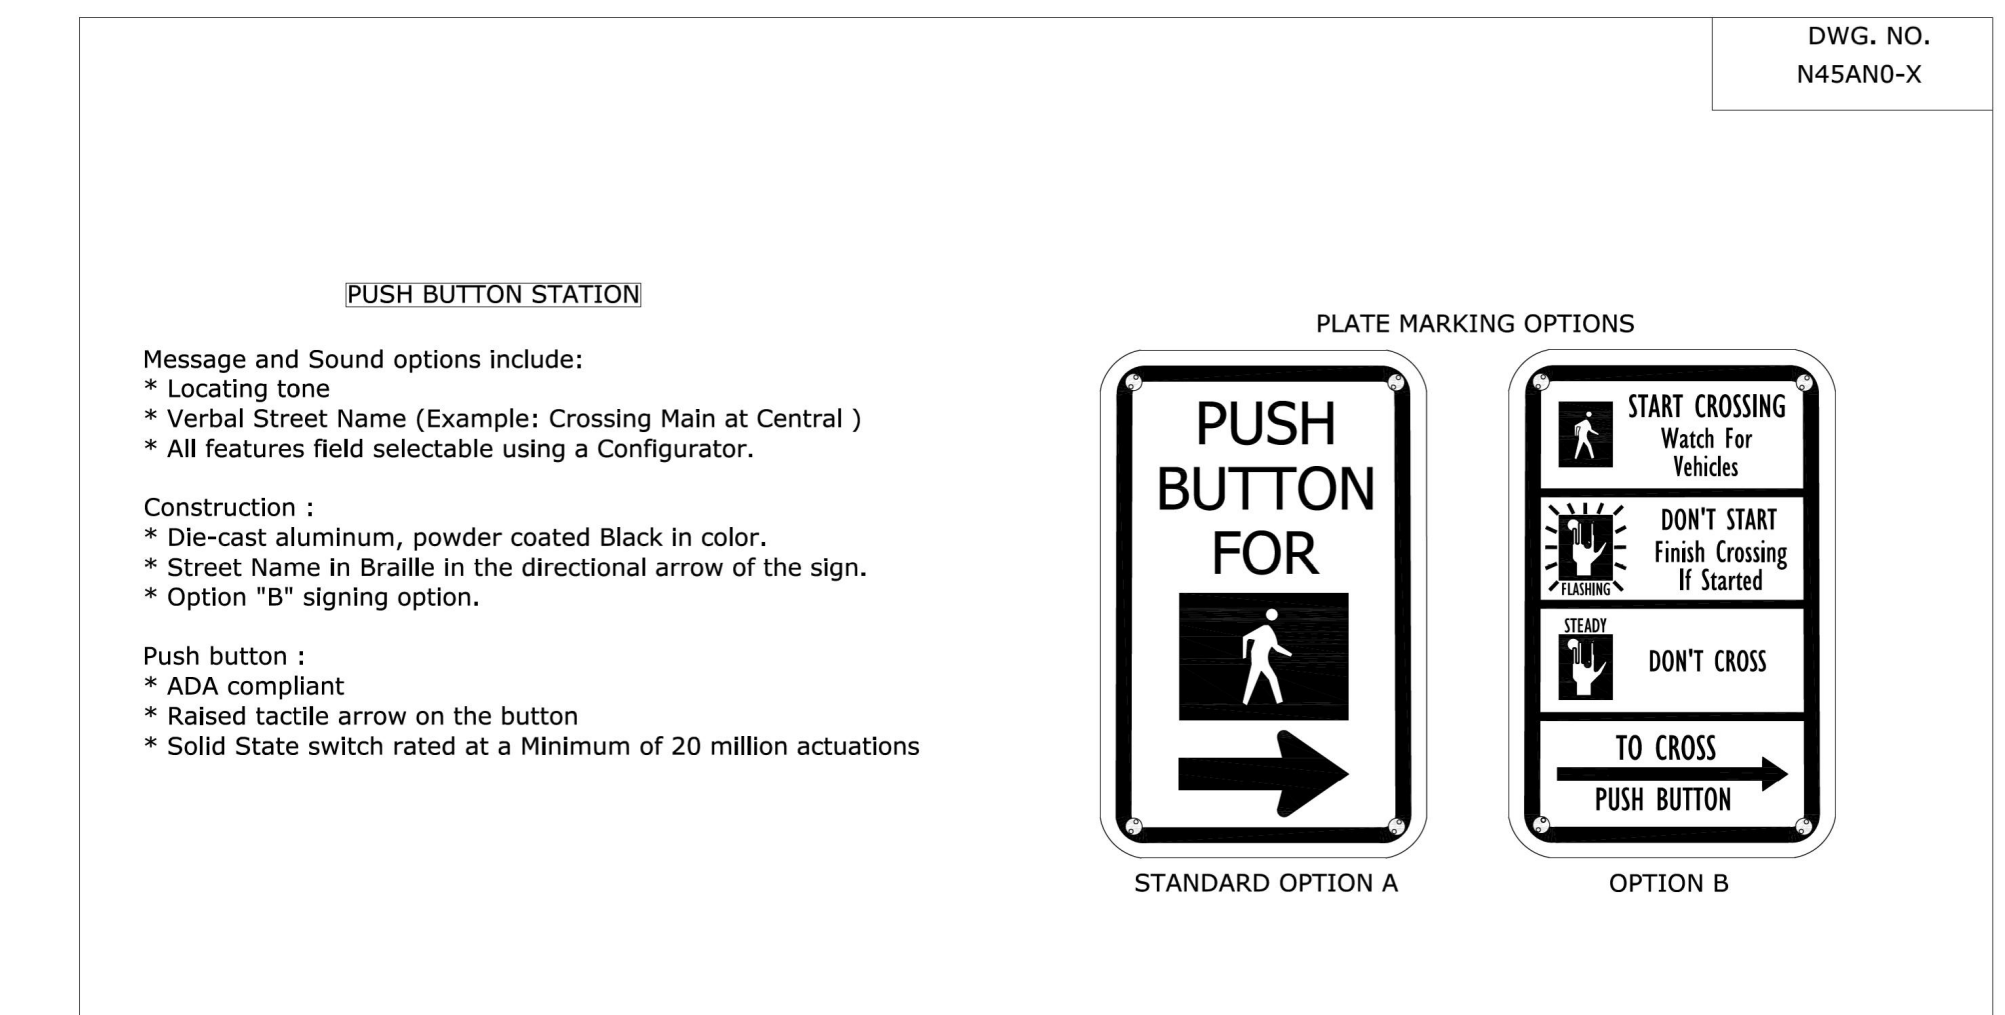 DWG. NO.
N45AN0-X
PUSH BUTTON STATION
Message and Sound options include:
* Locating tone
* Verbal Street Name (Example: Crossing Main at Central )
* All features field selectable using a Configurator.
Construction :
* Die-cast aluminum, powder coated Black in color.
* Street Name in Braille in the directional arrow of the sign.
* Option "B" signing option.
Push button :
* ADA compliant
* Raised tactile arrow on the button
* Solid State switch rated at a Minimum of 20 million actuations
PLATE MARKING OPTIONS
PUSH
BUTTON
FOR
STANDARD OPTION A
START CROSSING
Watch For
Vehicles
DON'T START
Finish Crossing
If Started
FLASHING
STEADY
DON'T CROSS
TO CROSS
PUSH BUTTON
OPTION B